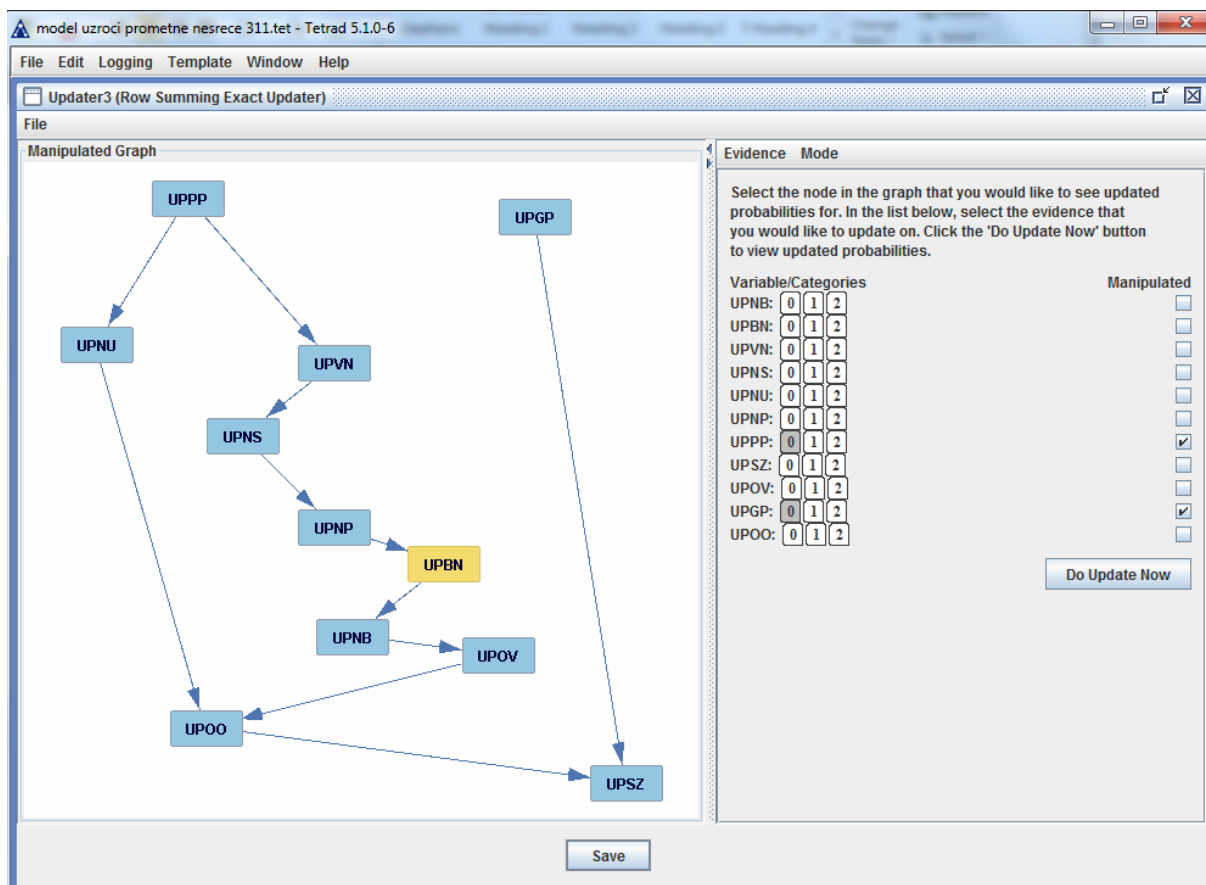 model uzroci prometne nesrece 311.tet - Tetrad 5.1.0-6
File Edit Logging Template Window Help
Updater3 (Row Summing Exact Updater)
File
Manipulated Graph
UPPP
UPGP
UPNU
UPVN
UPNS
UPNP
UPBN
UPNB
UPOV
UPOO
UPSZ
Evidence Mode
Select the node in the graph that you would like to see updated
probabilities for. In the list below, select the evidence that
you would like to update on. Click the 'Do Update Now' button
to view updated probabilities.
Variable/Categories Manipulated
UPNB: 0 1 2
UPBN: 0 1 2
UPVN: 0 1 2
UPNS: 0 1 2
UPNU: 0 1 2
UPNP: 0 1 2
UPPP: 0 1 2
UPSZ: 0 1 2
UPOV: 0 1 2
UPGP: 0 1 2
UPOO: 0 1 2
Do Update Now
Save